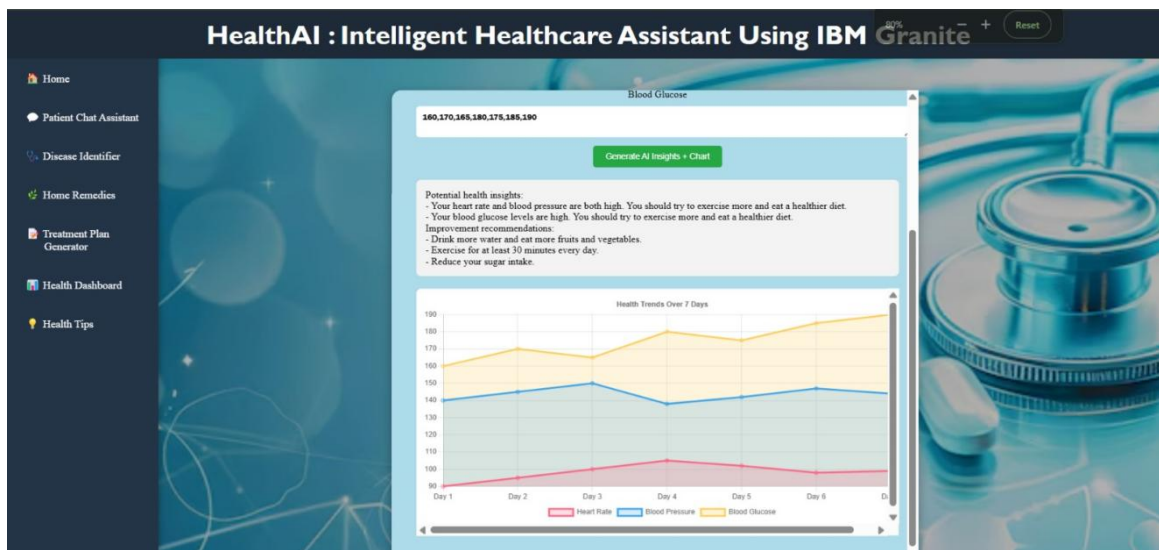 HealthAI : Intelligent Healthcare Assistant Using IBM Granite
80%
−
+
Reset
🏠 Home
💬 Patient Chat Assistant
🩺 Disease Identifier
🌿 Home Remedies
📝 Treatment Plan
Generator
📊 Health Dashboard
💡 Health Tips
Blood Glucose
160,170,165,180,175,185,190
Generate AI Insights + Chart
Potential health insights:
- Your heart rate and blood pressure are both high. You should try to exercise more and eat a healthier diet.
- Your blood glucose levels are high. You should try to exercise more and eat a healthier diet.
Improvement recommendations:
- Drink more water and eat more fruits and vegetables.
- Exercise for at least 30 minutes every day.
- Reduce your sugar intake.
Health Trends Over 7 Days
190
180
170
160
150
140
130
120
110
100
90
Day 1 Day 2 Day 3 Day 4 Day 5 Day 6
Heart Rate Blood Pressure Blood Glucose